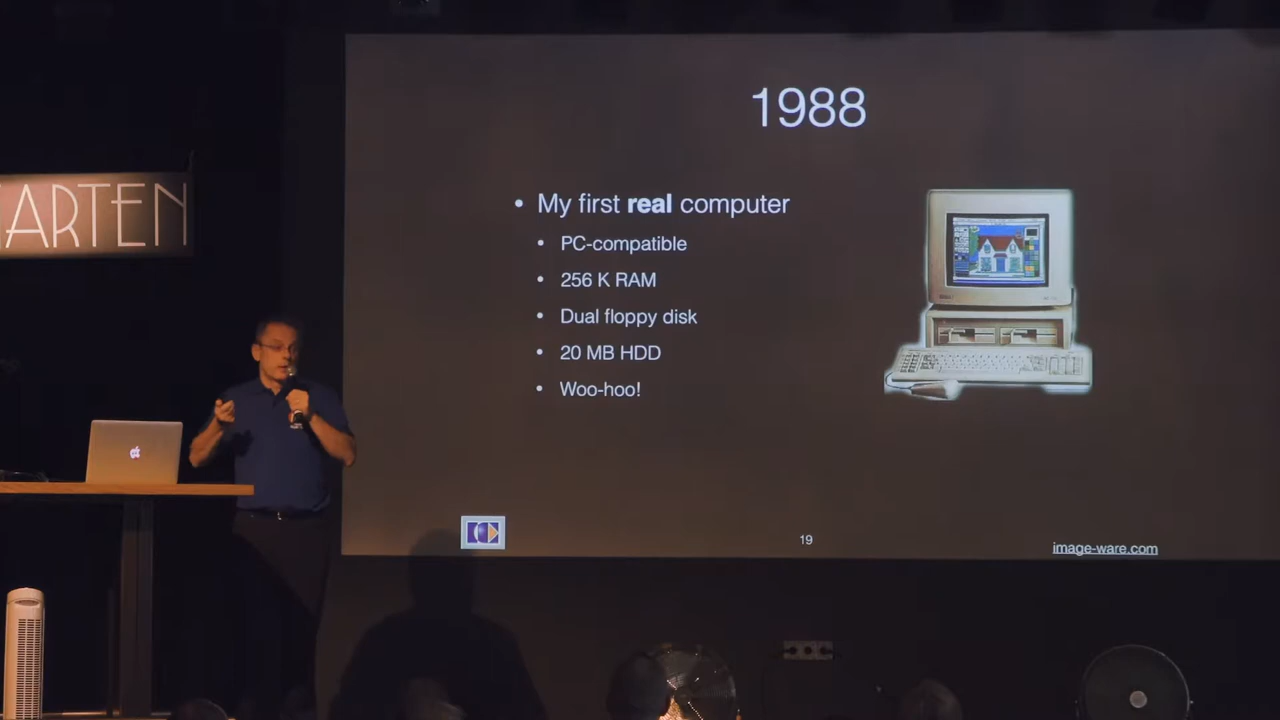 ARTEN
1988
• My first real computer
• PC-compatible
• 256 K RAM
• Dual floppy disk
• 20 MB HDD
• Woo-hoo!
19
image-ware.com